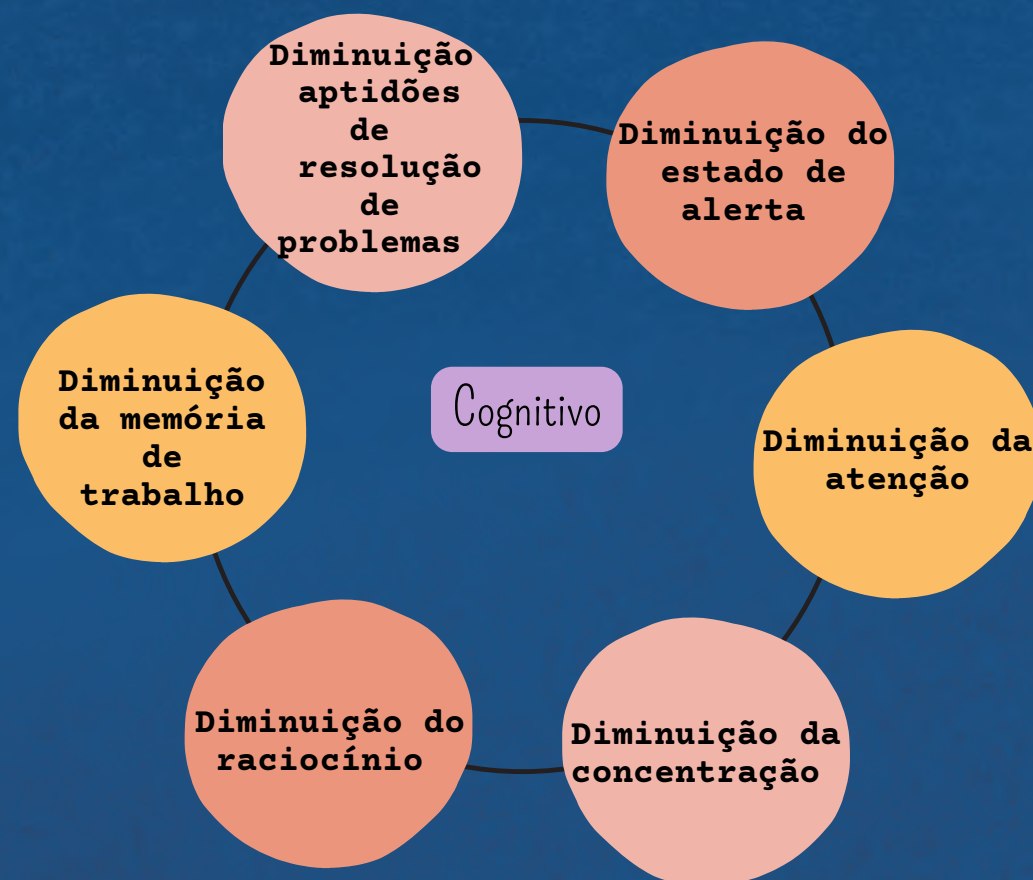 Diminuição
aptidões
de
resolução
de
problemas
Diminuição do
estado de
alerta
Diminuição
da memória
de
trabalho
Cognitivo
Diminuição da
atenção
Diminuição do
raciocínio
Diminuição da
concentração